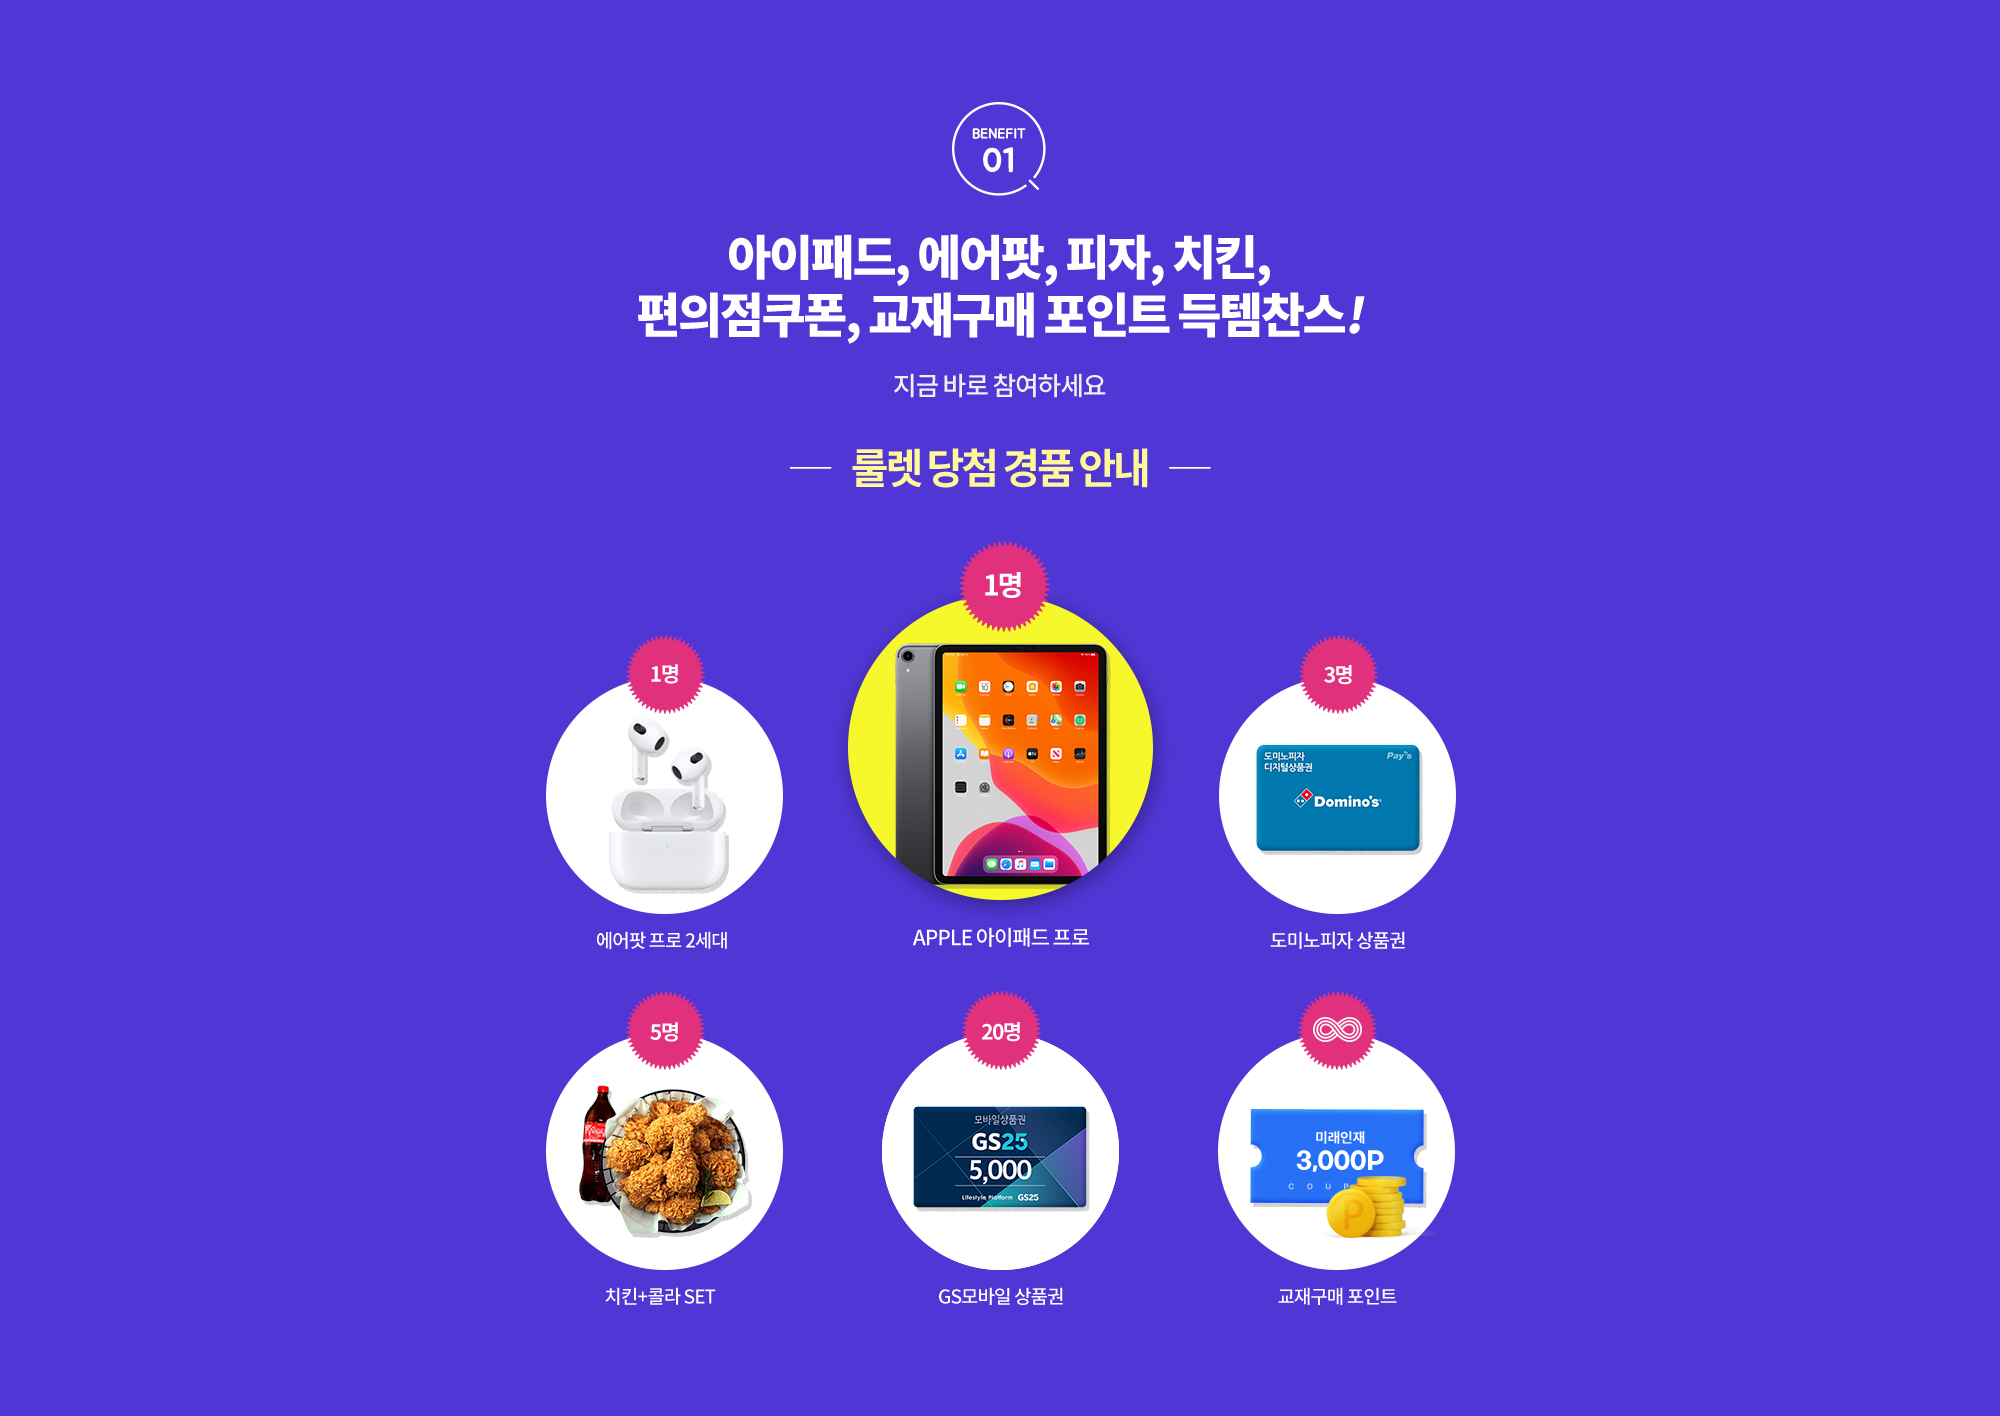 BENEFIT
01
아이패드, 에어팟, 피자, 치킨,
편의점쿠폰, 교재구매 포인트 득템찬스!
지금 바로 참여하세요
룰렛 당첨 경품 안내
1명
1명
3명
도미노피자
디지털상품권
Pay's
Domino's
에어팟 프로 2세대
APPLE 아이패드 프로
도미노피자 상품권
5명
20명
모바일상품권
GS25
5,000
Lifestyle Platform GS25
미래인재
3,000P
치킨+콜라 SET
GS모바일 상품권
교재구매 포인트